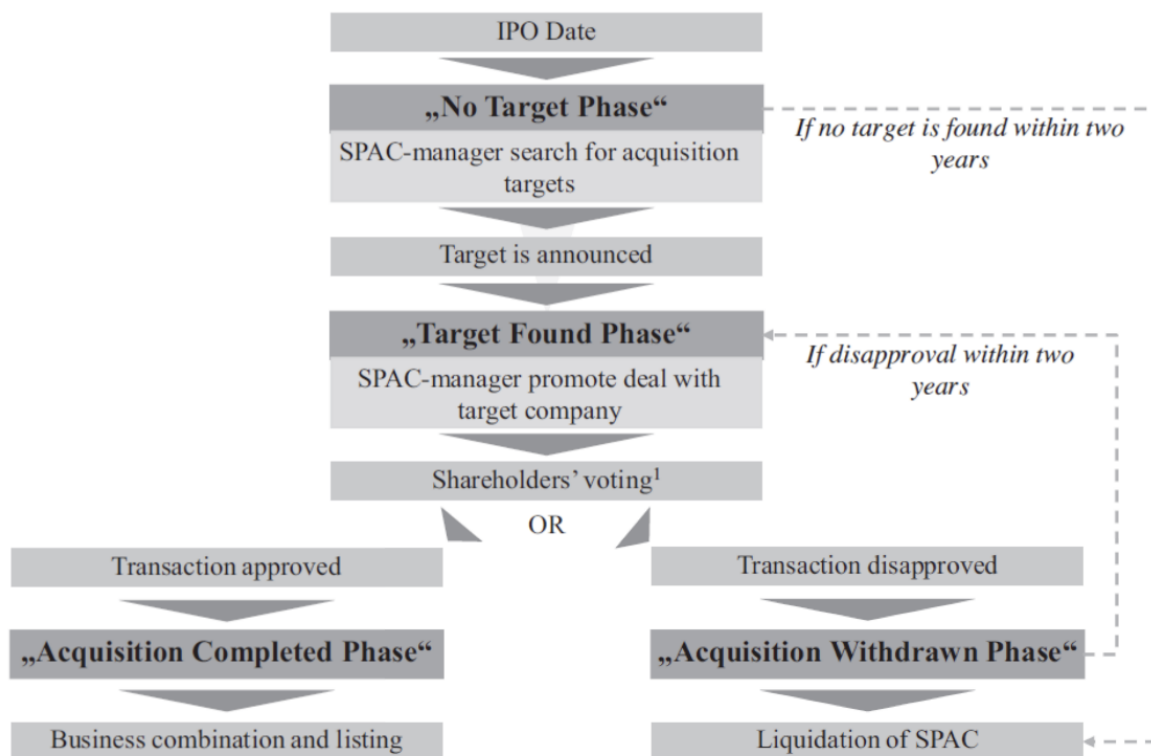 IPO Date
„No Target Phase“
If no target is found within two
years
SPAC-manager search for acquisition
targets
Target is announced
„Target Found Phase“
If disapproval within two
years
SPAC-manager promote deal with
target company
Shareholders’ voting¹
OR
Transaction approved
Transaction disapproved
„Acquisition Completed Phase“
„Acquisition Withdrawn Phase“
Business combination and listing
Liquidation of SPAC